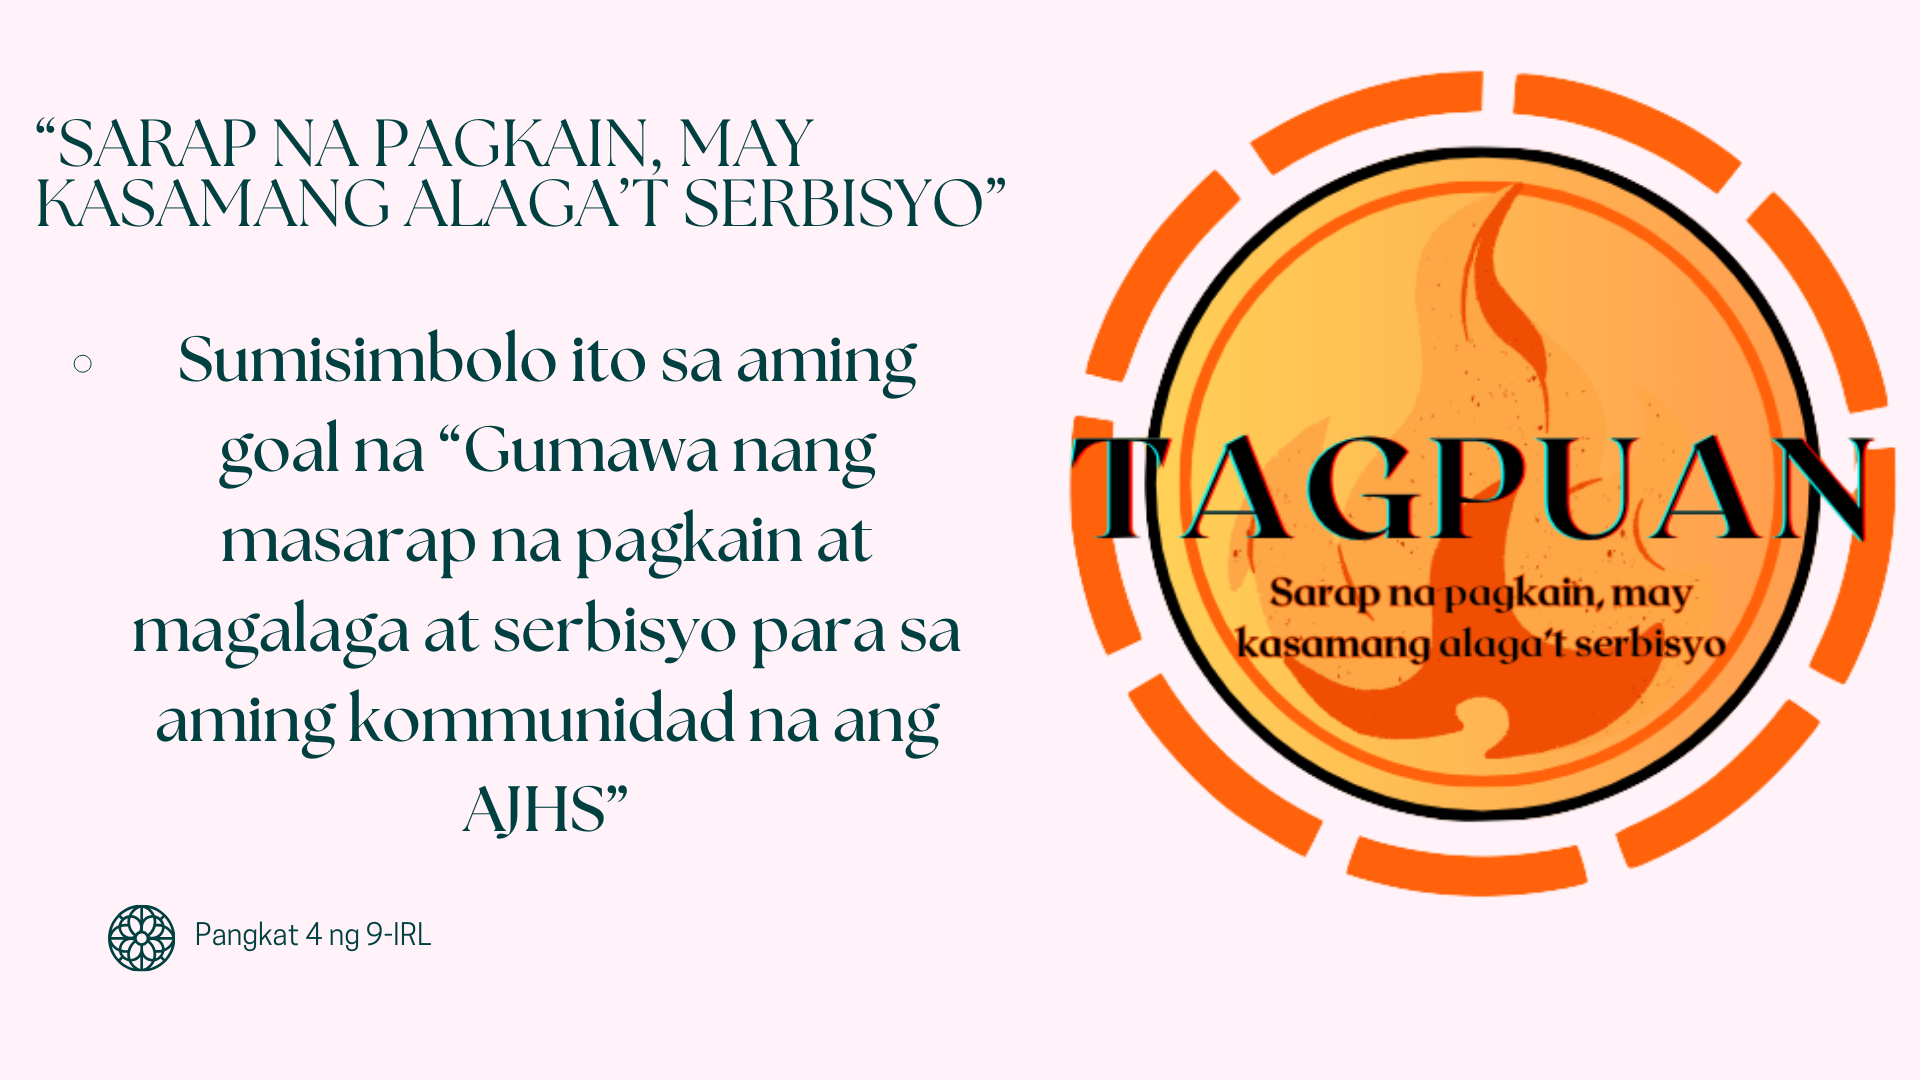 “SARAP NA PAGKAIN, MAY
KASAMANG ALAGA’T SERBISYO”
Sumisimbolo ito sa aming
goal na “Gumawa nang
masarap na pagkain at
magalaga at serbisyo para sa
aming kommunidad na ang
AJHS”
Pangkat 4 ng 9-IRL
TAGPUAN
Sarap na pagkain, may
kasamang alaga’t serbisyo